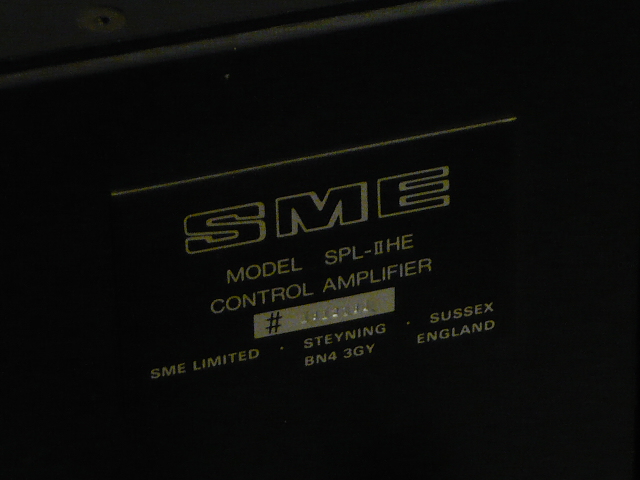 SME
MODEL SPL-IIHE
CONTROL AMPLIFIER
#
SME LIMITED · STEYNING · SUSSEX
BN4 3GY ENGLAND